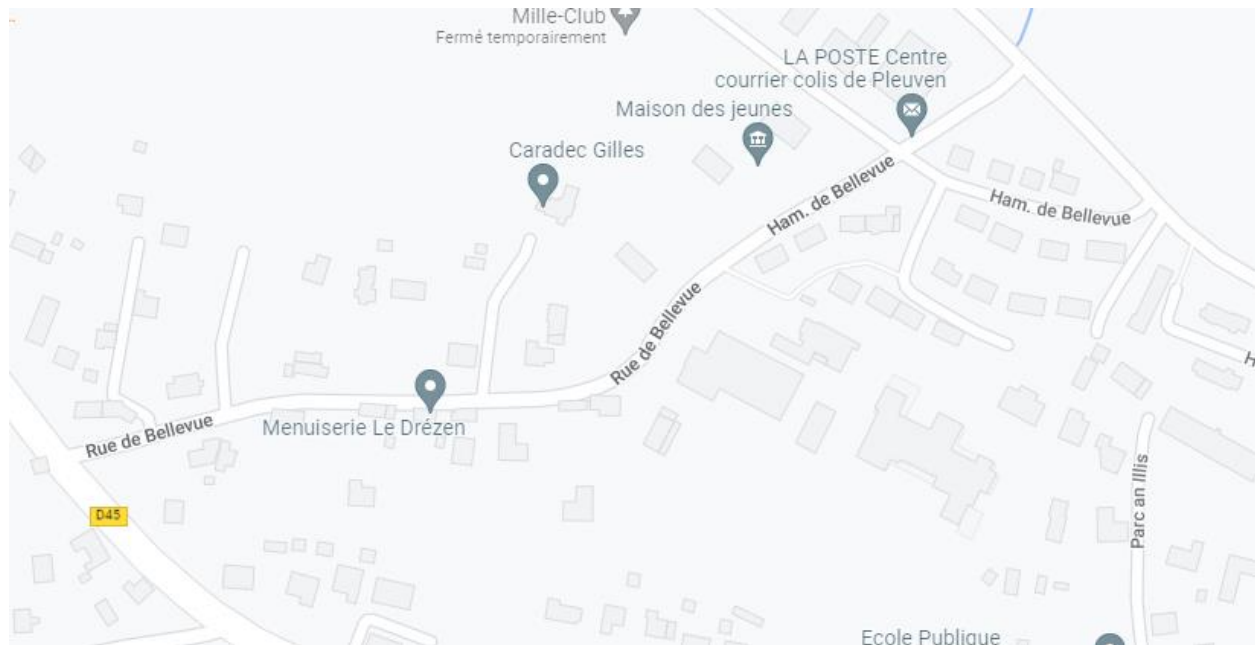 Mille-Club
Fermé temporairement
LA POSTE Centre
courrier colis de Pleuven
Maison des jeunes
Caradec Gilles
Ham. de Bellevue
Ham. de Bellevue
Rue de Bellevue
Menuiserie Le Drézen
Rue de Bellevue
D45
Parc an Illis
Ecole Publique
H